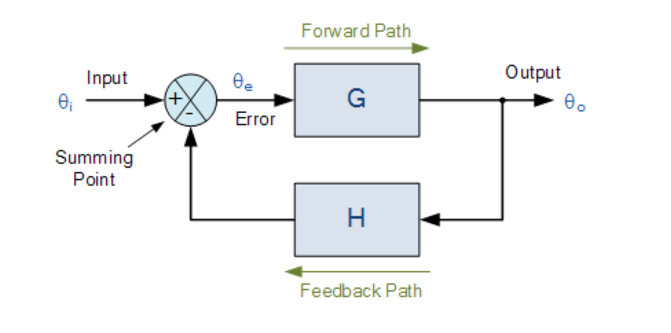 Forward Path
Input
θi
+
-
θe
Error
G
Output
θo
Summing
Point
H
Feedback Path